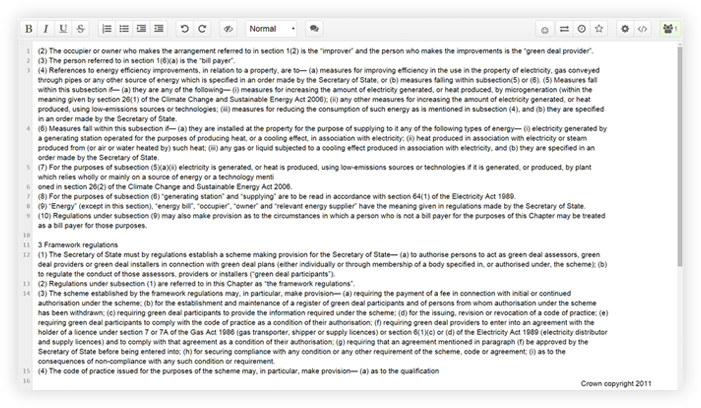 B I U S Normal 1
1 (2) The occupier or owner who makes the arrangement referred to in section 1(2) is the “improver” and the person who makes the improvements is the “green deal provider”.
2 (3) The person referred to in section 1(6)(a) is the “bill payer”.
3 (4) References to energy efficiency improvements, in relation to a property, are to— (a) measures for improving efficiency in the use in the property of electricity, gas conveyed
through pipes or any other source of energy which is specified in an order made by the Secretary of State, or (b) measures falling within subsection(5) or (6). (5) Measures fall
within this subsection if— (a) they are any of the following— (i) measures for increasing the amount of electricity generated, or heat produced, by microgeneration (within the
meaning given by section 26(1) of the Climate Change and Sustainable Energy Act 2006); (ii) any other measures for increasing the amount of electricity generated, or heat
produced, using low-emissions sources or technologies; (iii) measures for reducing the consumption of such energy as is mentioned in subsection (4), and (b) they are specified
in an order made by the Secretary of State.
4 (6) Measures fall within this subsection if— (a) they are installed at the property for the purpose of supplying to it any of the following types of energy— (i) electricity generated by
a generating station operated for the purposes of producing heat, or a cooling effect, in association with electricity; (ii) heat produced in association with electricity or steam
produced from (or air or water heated by) such heat; (iii) any gas or liquid subjected to a cooling effect produced in association with electricity, and (b) they are specified in an
order made by the Secretary of State.
5 (7) For the purposes of subsection (5)(a)(ii) electricity is generated, or heat is produced, using low-emissions sources or technologies if it is generated, or produced, by plant
which relies wholly or mainly on a source of energy or a technology menti
6 oned in section 26(2) of the Climate Change and Sustainable Energy Act 2006.
7 (8) For the purposes of subsection (6) “generating station” and “supplying” are to be read in accordance with section 64(1) of the Electricity Act 1989.
8 (9) “Energy” (except in this section), “energy bill”, “occupier”, “owner” and “relevant energy supplier” have the meaning given in regulations made by the Secretary of State.
9 (10) Regulations under subsection (9) may also make provision as to the circumstances in which a person who is not a bill payer for the purposes of this Chapter may be treated
as a bill payer for those purposes.
10
11 3 Framework regulations
12 (1) The Secretary of State must by regulations establish a scheme making provision for the Secretary of State— (a) to authorise persons to act as green deal assessors, green
deal providers or green deal installers in connection with green deal plans (either individually or through membership of a body specified in, or authorised under, the scheme); (b)
to regulate the conduct of those assessors, providers or installers (“green deal participants”).
13 (2) Regulations under subsection (1) are referred to in this Chapter as “the framework regulations”.
14 (3) The scheme established by the framework regulations may, in particular, make provision— (a) requiring the payment of a fee in connection with initial or continued
authorisation under the scheme; (b) for the establishment and maintenance of a register of green deal participants and of persons from whom authorisation under the scheme
has been withdrawn; (c) requiring green deal participants to provide the information required under the scheme; (d) for the issuing, revision or revocation of a code of practice; (e)
requiring green deal participants to comply with the code of practice as a condition of their authorisation; (f) requiring green deal providers to enter into an agreement with the
holder of a licence under section 7 or 7A of the Gas Act 1986 (gas transporter, shipper or supply licences) or section 6(1)(c) or (d) of the Electricity Act 1989 (electricity distributor
and supply licences) and to comply with that agreement as a condition of their authorisation; (g) requiring that an agreement mentioned in paragraph (f) be approved by the
Secretary of State before being entered into; (h) for securing compliance with any condition or any other requirement of the scheme, code or agreement; (i) as to the
consequences of non-compliance with any such condition or requirement.
15 (4) The code of practice issued for the purposes of the scheme may, in particular, make provision— (a) as to the qualification
16 Crown copyright 2011